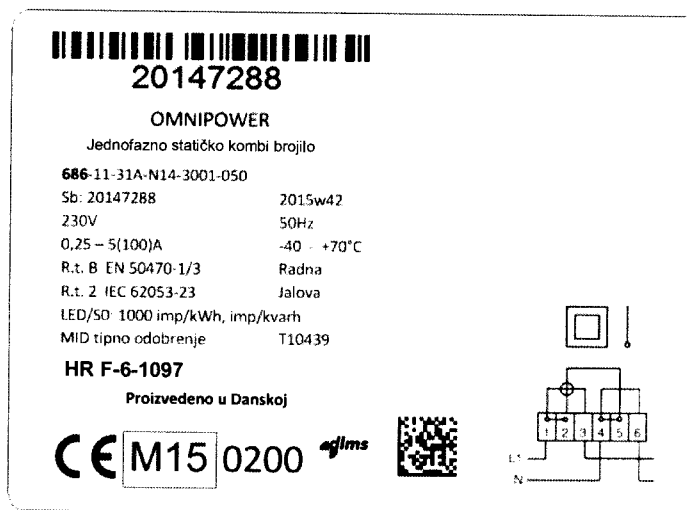 20147288
OMNIPOWER
Jednofazno statičko kombi brojilo
686-11-31A-N14-3001-050
Sb: 20147288 2015w42
230V 50Hz
0,25 – 5(100)A -40 - +70°C
R.t. B EN 50470-1/3 Radna
R.t. 2 IEC 62053-23 Jalova
LED/S0: 1000 imp/kWh, imp/kvarh
MID tipno odobrenje T10439
HR F-6-1097
Proizvedeno u Danskoj
CE M15 0200
1 2 3 4 5 6
L1
N